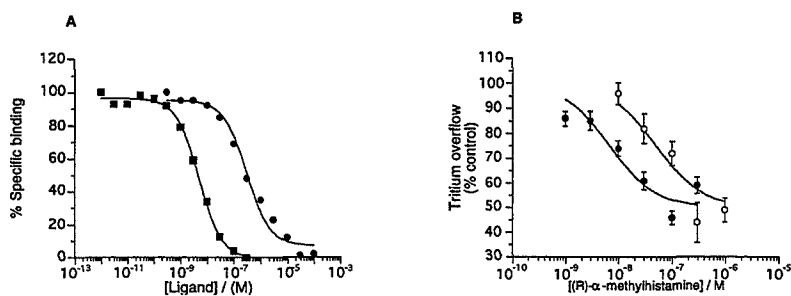 A
% Specific binding
120
100
80
60
40
20
0
10-13 10-11 10-9 10-7 10-5 10-3
[Ligand] / (M)
B
Tritium overflow
(% control)
110
100
90
80
70
60
50
40
30
10-10 10-9 10-8 10-7 10-6 10-5
[(R)-α-methylhistamine] / M